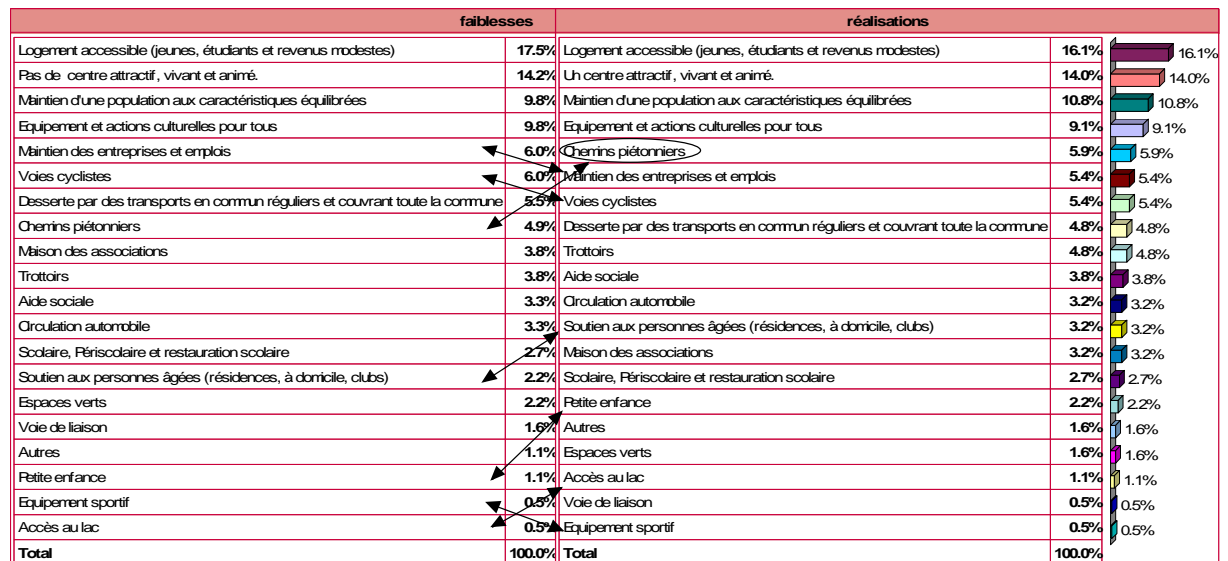 faiblesses réalisations
Logement accessible (jeunes, étudiants et revenus modestes) 17.5% Logement accessible (jeunes, étudiants et revenus modestes) 16.1% 16.1%
Pas de centre attractif, vivant et animé. 14.2% Un centre attractif, vivant et animé. 14.0% 14.0%
Maintien d'une population aux caractéristiques équilibrées 9.8% Maintien d'une population aux caractéristiques équilibrées 10.8% 10.8%
Equipement et actions culturelles pour tous 9.8% Equipement et actions culturelles pour tous 9.1% 9.1%
Maintien des entreprises et emplois 6.0% Chemins piétonniers 5.9% 5.9%
Voies cyclistes 6.0% Maintien des entreprises et emplois 5.4% 5.4%
Desserte par des transports en commun réguliers et couvrant toute la commune 5.5% Voies cyclistes 5.4% 5.4%
Chemins piétonniers 4.9% Desserte par des transports en commun réguliers et couvrant toute la commune 4.8% 4.8%
Maison des associations 3.8% Trottoirs 4.8% 4.8%
Trottoirs 3.8% Aide sociale 3.8% 3.8%
Aide sociale 3.3% Circulation automobile 3.2% 3.2%
Circulation automobile 3.3% Soutien aux personnes âgées (résidences, à domicile, clubs) 3.2% 3.2%
Scolaire, Périscolaire et restauration scolaire 2.7% Maison des associations 3.2% 3.2%
Soutien aux personnes âgées (résidences, à domicile, clubs) 2.2% Scolaire, Périscolaire et restauration scolaire 2.7% 2.7%
Espaces verts 2.2% Petite enfance 2.2% 2.2%
Voie de liaison 1.6% Autres 1.6% 1.6%
Autres 1.1% Espaces verts 1.6% 1.6%
Petite enfance 1.1% Accès au lac 1.1% 1.1%
Equipement sportif 0.5% Voie de liaison 0.5% 0.5%
Accès au lac 0.5% Equipement sportif 0.5% 0.5%
Total 100.0% Total 100.0%